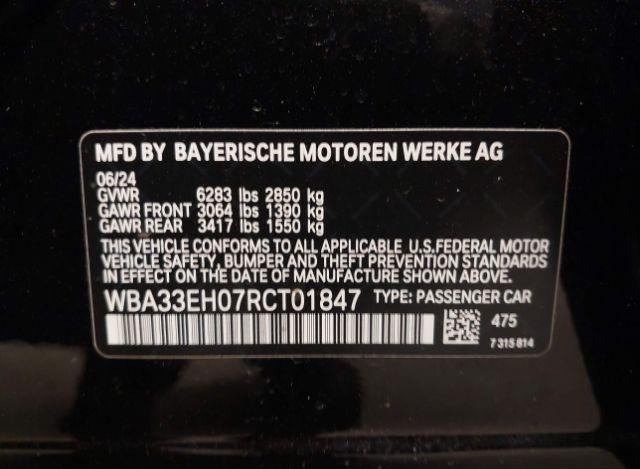 MFD BY BAYERISCHE MOTOREN WERKE AG
06/24
GVWR 6283 lbs 2850 kg
GAWR FRONT 3064 lbs 1390 kg
GAWR REAR 3417 lbs 1550 kg
THIS VEHICLE CONFORMS TO ALL APPLICABLE U.S.FEDERAL MOTOR
VEHICLE SAFETY, BUMPER AND THEFT PREVENTION STANDARDS
IN EFFECT ON THE DATE OF MANUFACTURE SHOWN ABOVE.
WBA33EH07RCT01847 TYPE: PASSENGER CAR
475
7 315 814